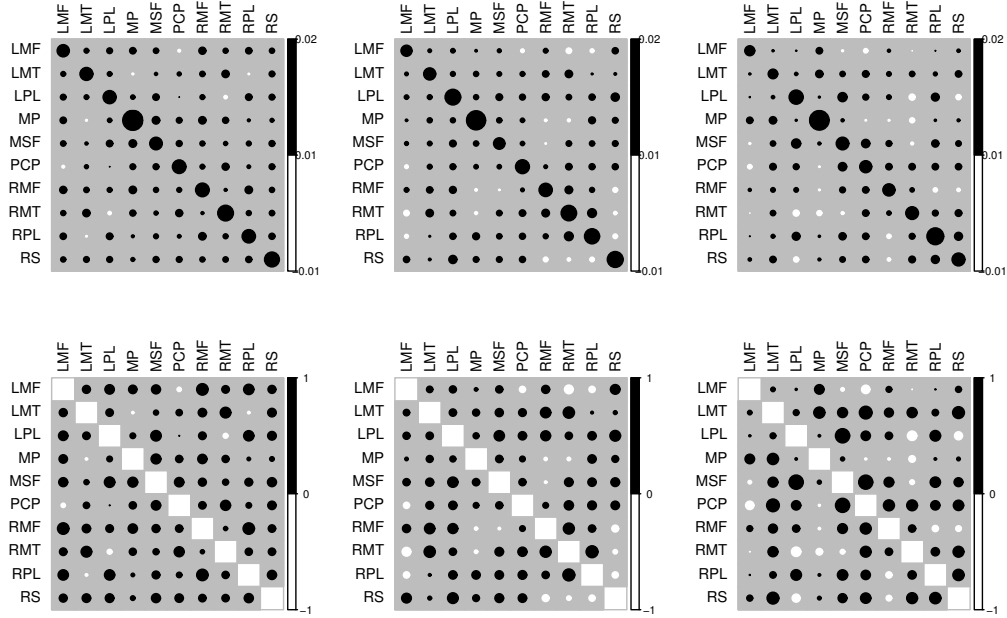 LMF LMT LPL MP MSF PCP RMF RMT RPL RS
LMF
LMT
LPL
MP
MSF
PCP
RMF
RMT
RPL
RS
0.02
0.01
−0.01
LMF LMT LPL MP MSF PCP RMF RMT RPL RS
LMF
LMT
LPL
MP
MSF
PCP
RMF
RMT
RPL
RS
0.02
0.01
−0.01
LMF LMT LPL MP MSF PCP RMF RMT RPL RS
LMF
LMT
LPL
MP
MSF
PCP
RMF
RMT
RPL
RS
0.02
0.01
−0.01
LMF LMT LPL MP MSF PCP RMF RMT RPL RS
LMF
LMT
LPL
MP
MSF
PCP
RMF
RMT
RPL
RS
1
0
−1
LMF LMT LPL MP MSF PCP RMF RMT RPL RS
LMF
LMT
LPL
MP
MSF
PCP
RMF
RMT
RPL
RS
1
0
−1
LMF LMT LPL MP MSF PCP RMF RMT RPL RS
LMF
LMT
LPL
MP
MSF
PCP
RMF
RMT
RPL
RS
1
0
−1